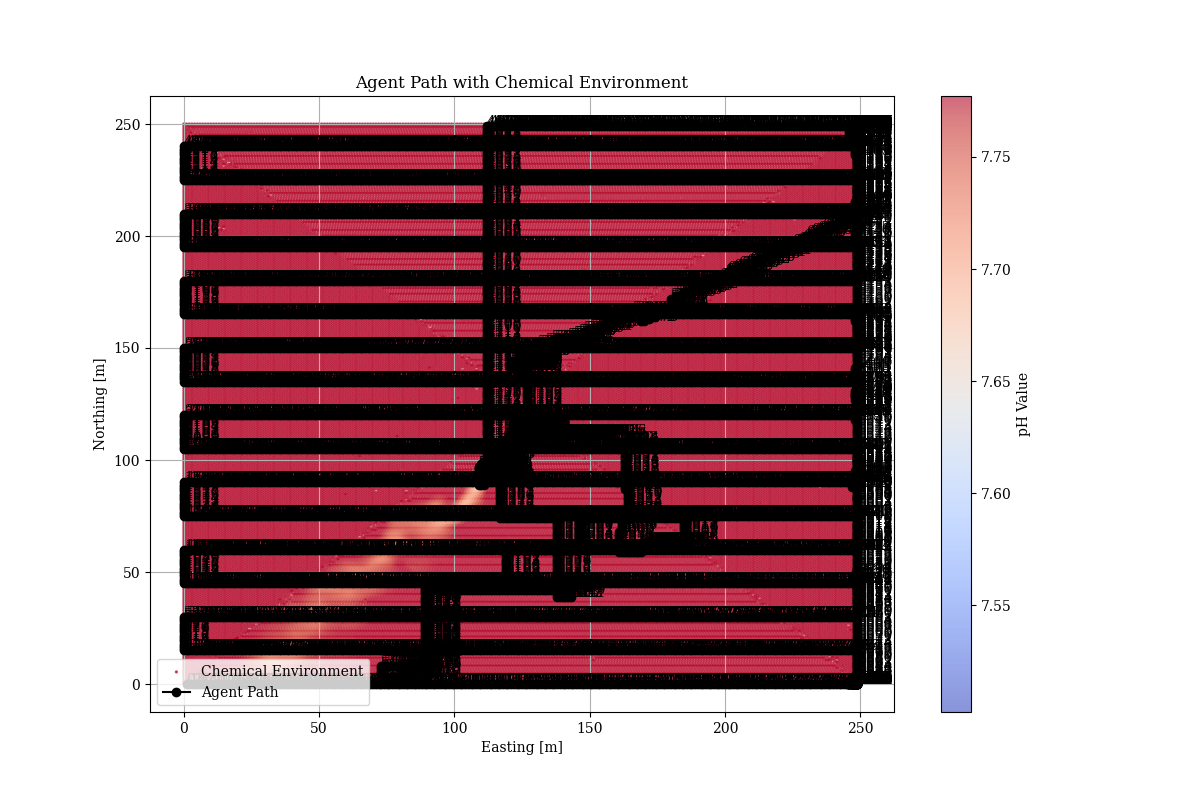 Agent Path with Chemical Environment
250
200
150
100
50
0
Northing [m]
0
50
100
150
200
250
Easting [m]
Chemical Environment
Agent Path
7.75
7.70
7.65
7.60
7.55
pH Value